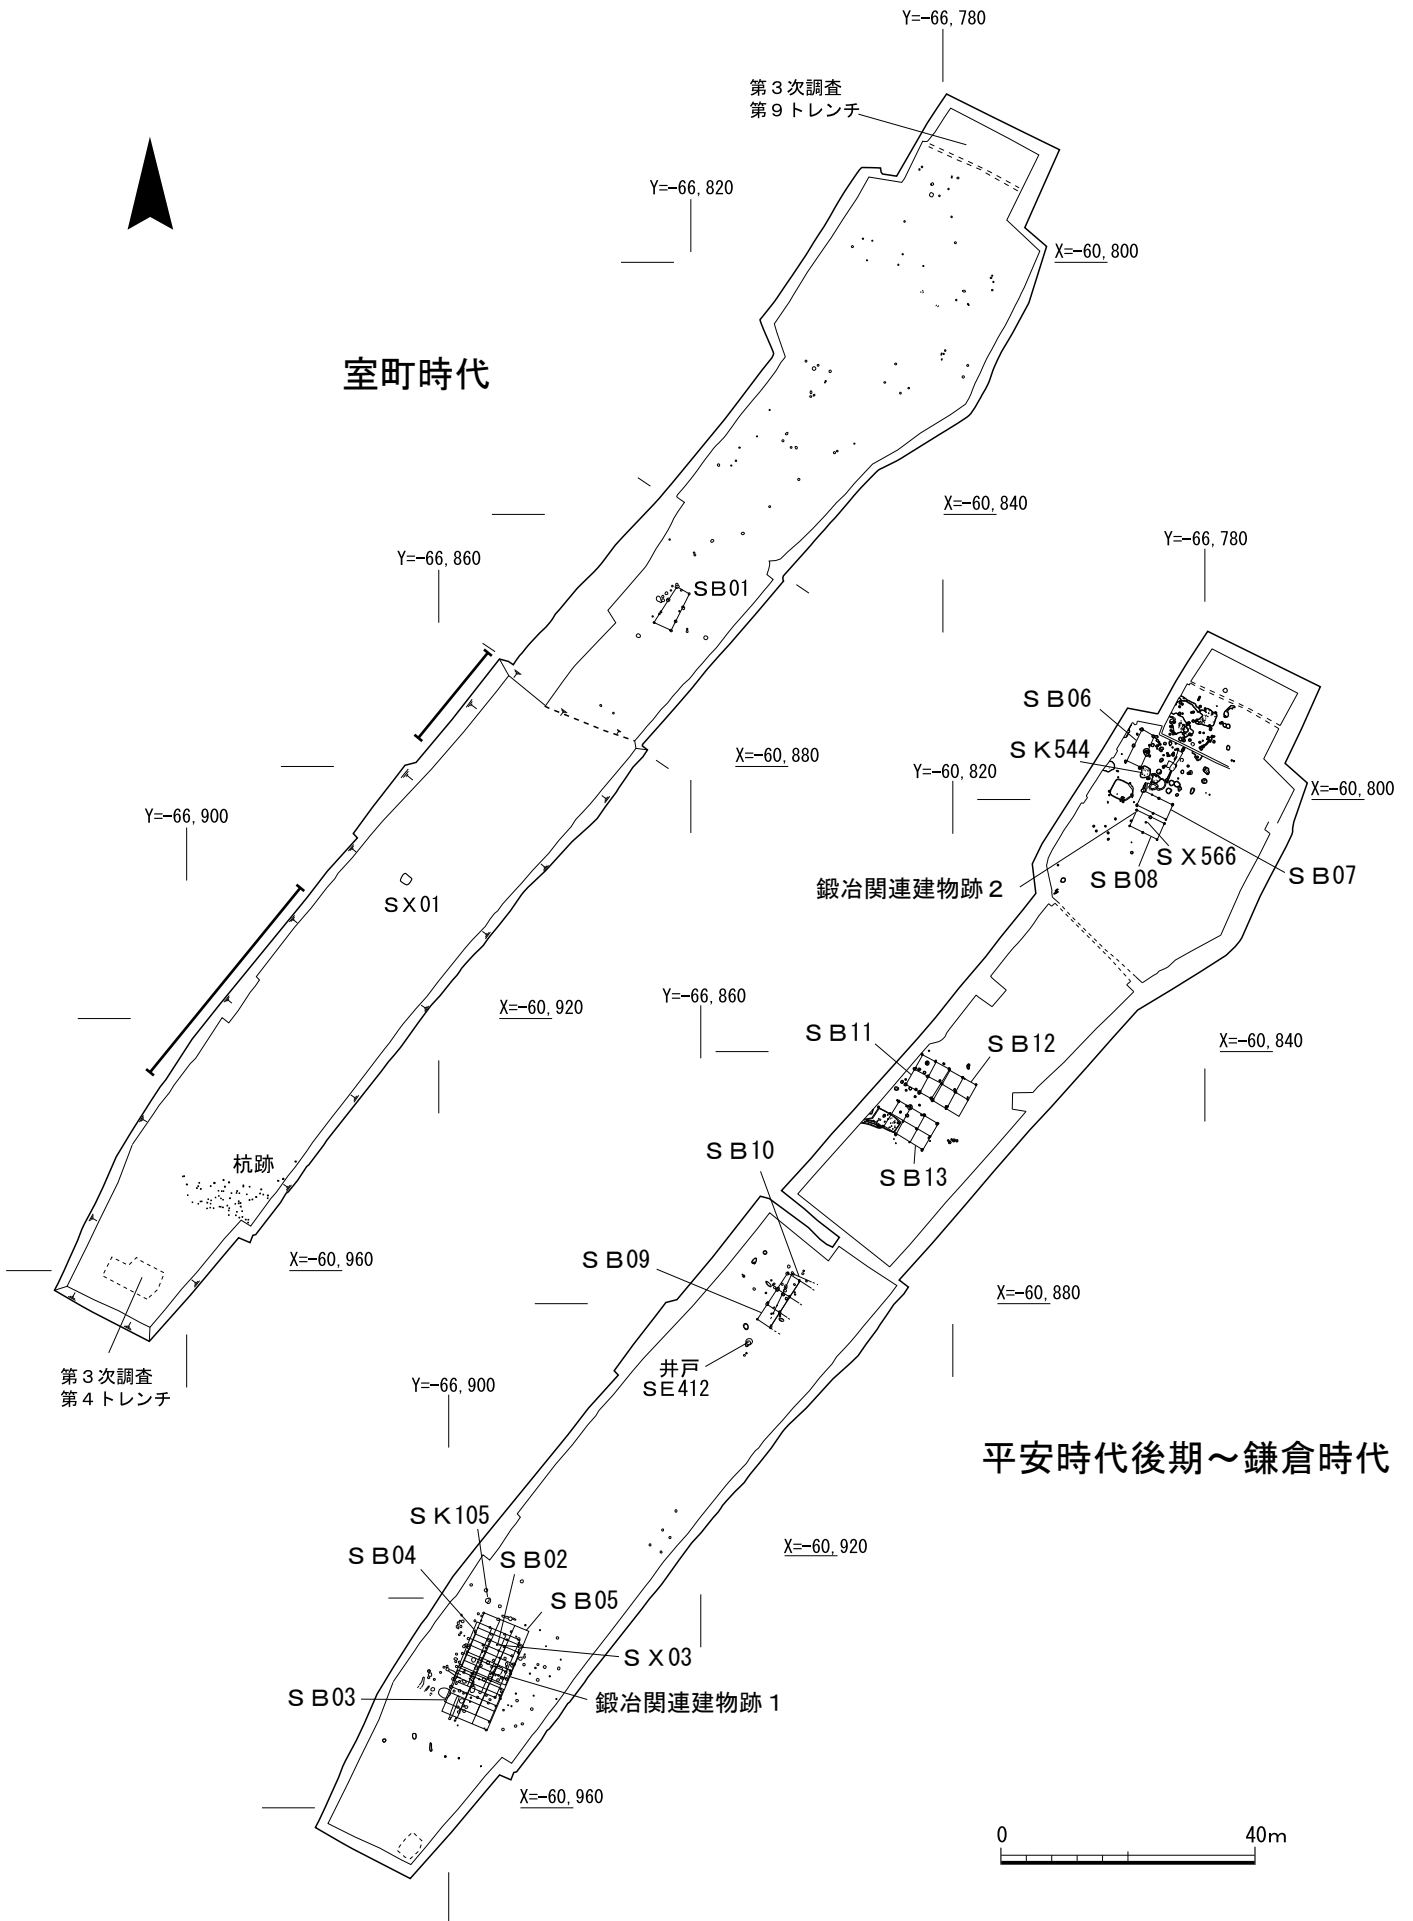 Y=-66, 780
第３次調査
第９トレンチ
Y=-66, 820
X=-60, 800
室町時代
X=-60, 840
Y=-66, 860
SB01
X=-60, 880
Y=-66, 900
SX01
X=-60, 920
杭跡
X=-60, 960
第３次調査
第４トレンチ
Y=-66, 780
SB06
SK544
Y=-60, 820
X=-60, 800
SX566
SB08
SB07
鍛冶関連建物跡２
Y=-66, 860
SB11
SB12
X=-60, 840
SB10
SB13
SB09
X=-60, 880
井戸
SE412
Y=-66, 900
平安時代後期～鎌倉時代
SK105
SB04
SB02
X=-60, 920
SB05
SX03
SB03
鍛冶関連建物跡１
X=-60, 960
0
40m